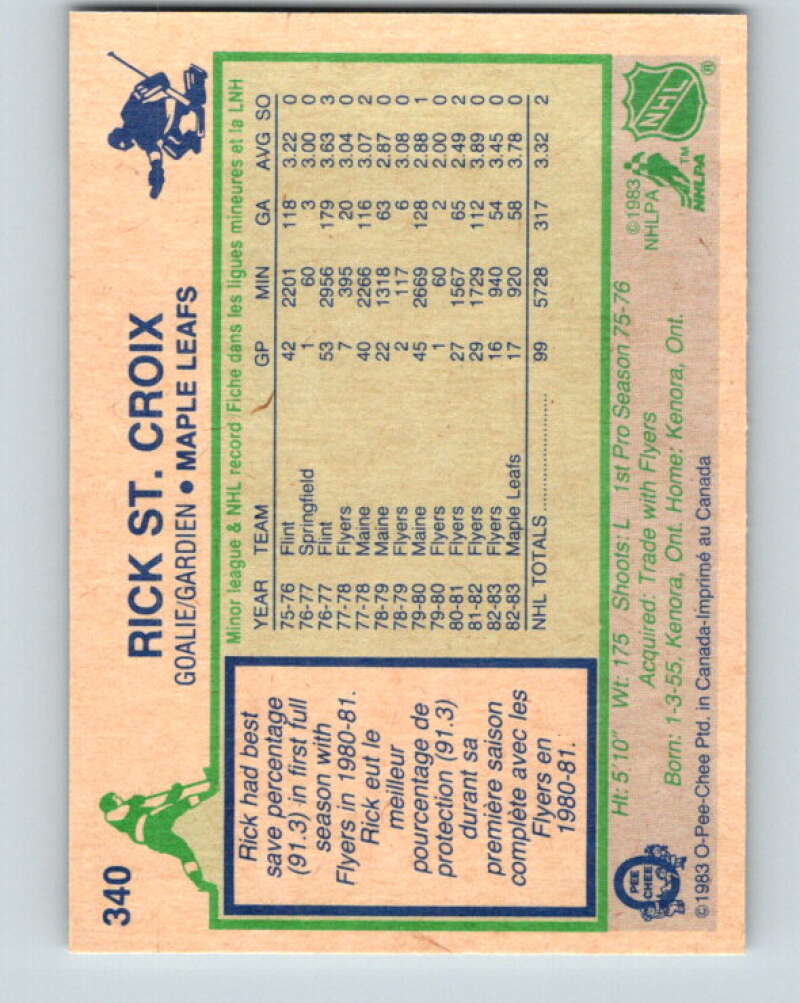 340
RICK ST. CROIX
GOALIE/GARDIEN • MAPLE LEAFS
Rick had best
save percentage
(91.3) in first full
season with
Flyers in 1980-81.
Rick eut le
meilleur
pourcentage de
protection (91.3)
durant sa
première saison
complète avec les
Flyers en
1980-81.
Minor league & NHL record Fiche dans les ligues mineures et la LNH
YEAR TEAM GP MIN GA AVG SO
75-76 Flint 42 2201 118 3.22 0
76-77 Springfield 1 60 3 3.00 0
76-77 Flint 53 2956 179 3.63 3
77-78 Flyers 7 395 20 3.04 0
77-78 Maine 40 2266 116 3.07 2
78-79 Maine 22 1318 63 2.87 0
78-79 Flyers 2 117 6 3.08 0
79-80 Maine 45 2669 128 2.88 1
79-80 Flyers 1 60 2 2.00 0
80-81 Flyers 27 1567 65 2.49 2
81-82 Flyers 29 1729 112 3.89 0
82-83 Flyers 16 940 54 3.45 0
82-83 Maple Leafs 17 920 58 3.78 0
NHL TOTALS .............. 99 5728 317 3.32 2
Ht: 5'10" Wt: 175 Shoots: L 1st Pro Season 75-76
Acquired: Trade with Flyers
Born: 1-3-55, Kenora, Ont. Home: Kenora, Ont.
©1983 O-Pee-Chee Ptd. in Canada-Imprimé au Canada
PEE
CHEE
©1983
NHLPA
NHLPA
TM
NHL
®